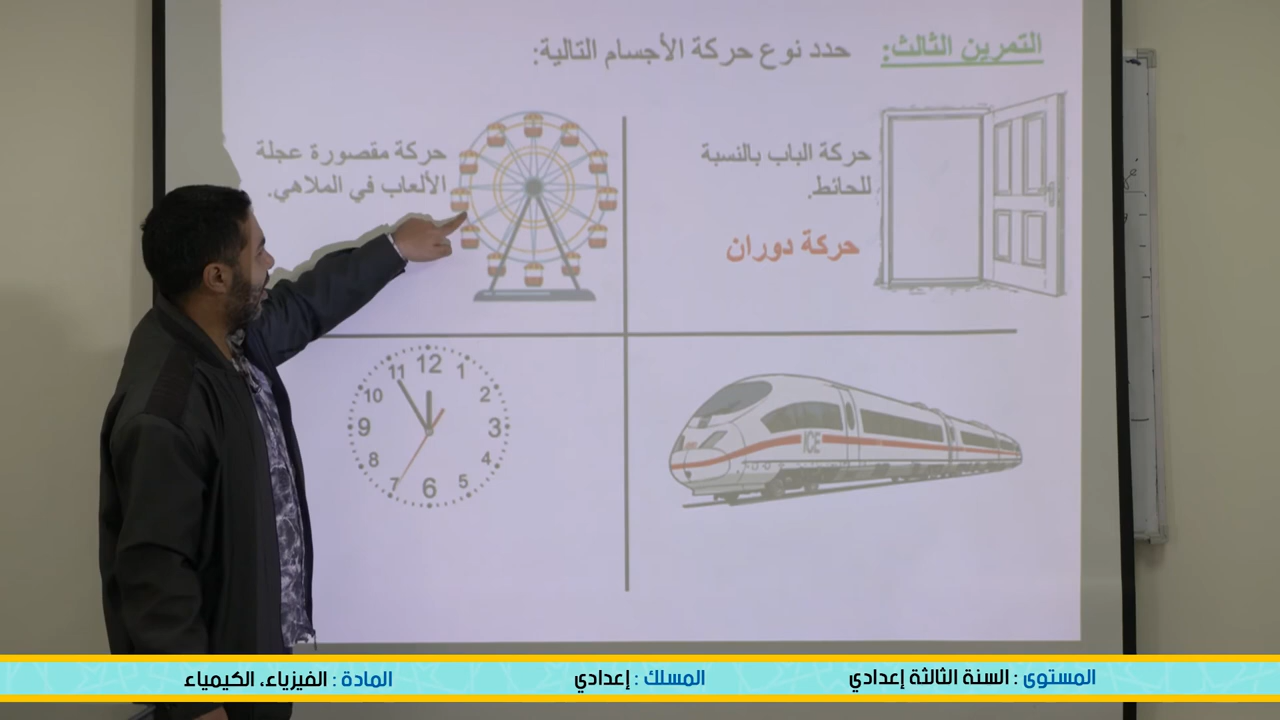 التمرين الثالث: حدد نوع حركة الأجسام التالية:
حركة الباب بالنسبة
للحائط.
حركة دوران
حركة مقصورة عجلة
الألعاب في الملاهي.
ICE
12
1
2
3
4
5
6
7
8
9
10
11
المستوى : السنة الثالثة إعدادي
المسلك : إعدادي
المادة : الفيزياء، الكيمياء